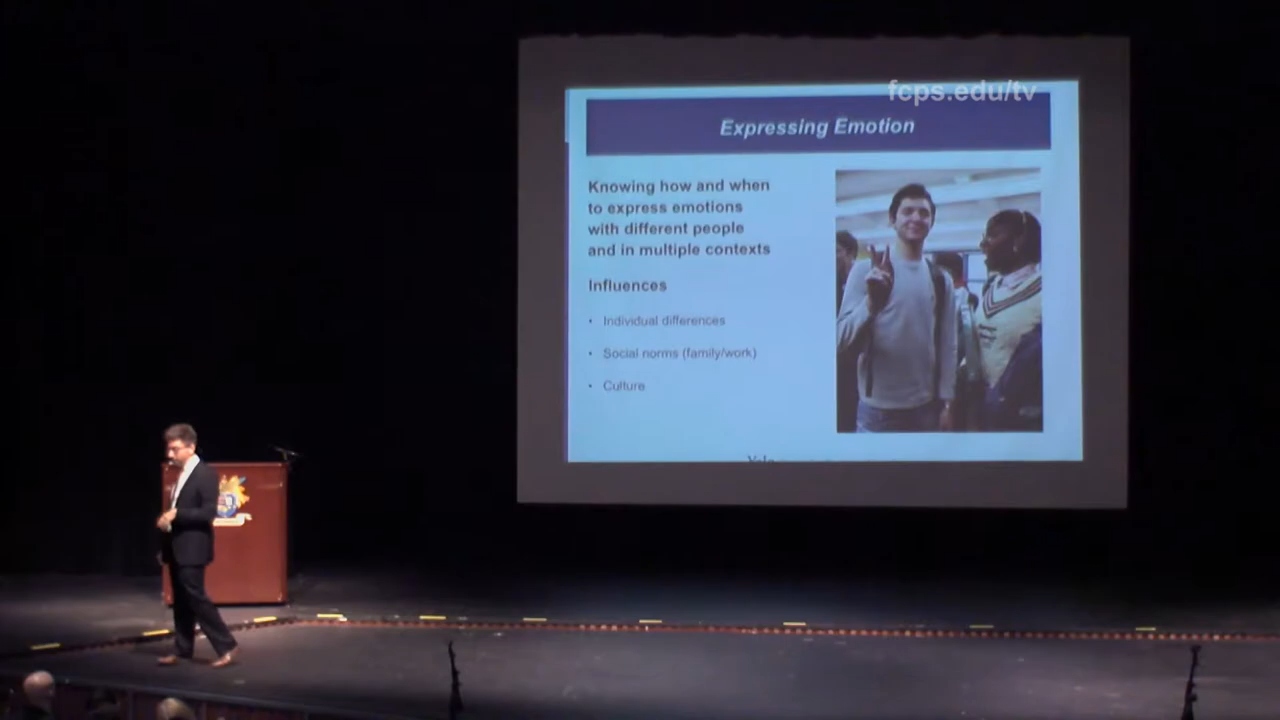 fcps.edu/tv
Expressing Emotion
Knowing how and when
to express emotions
with different people
and in multiple contexts
Influences
• Individual differences
• Social norms (family/work)
• Culture